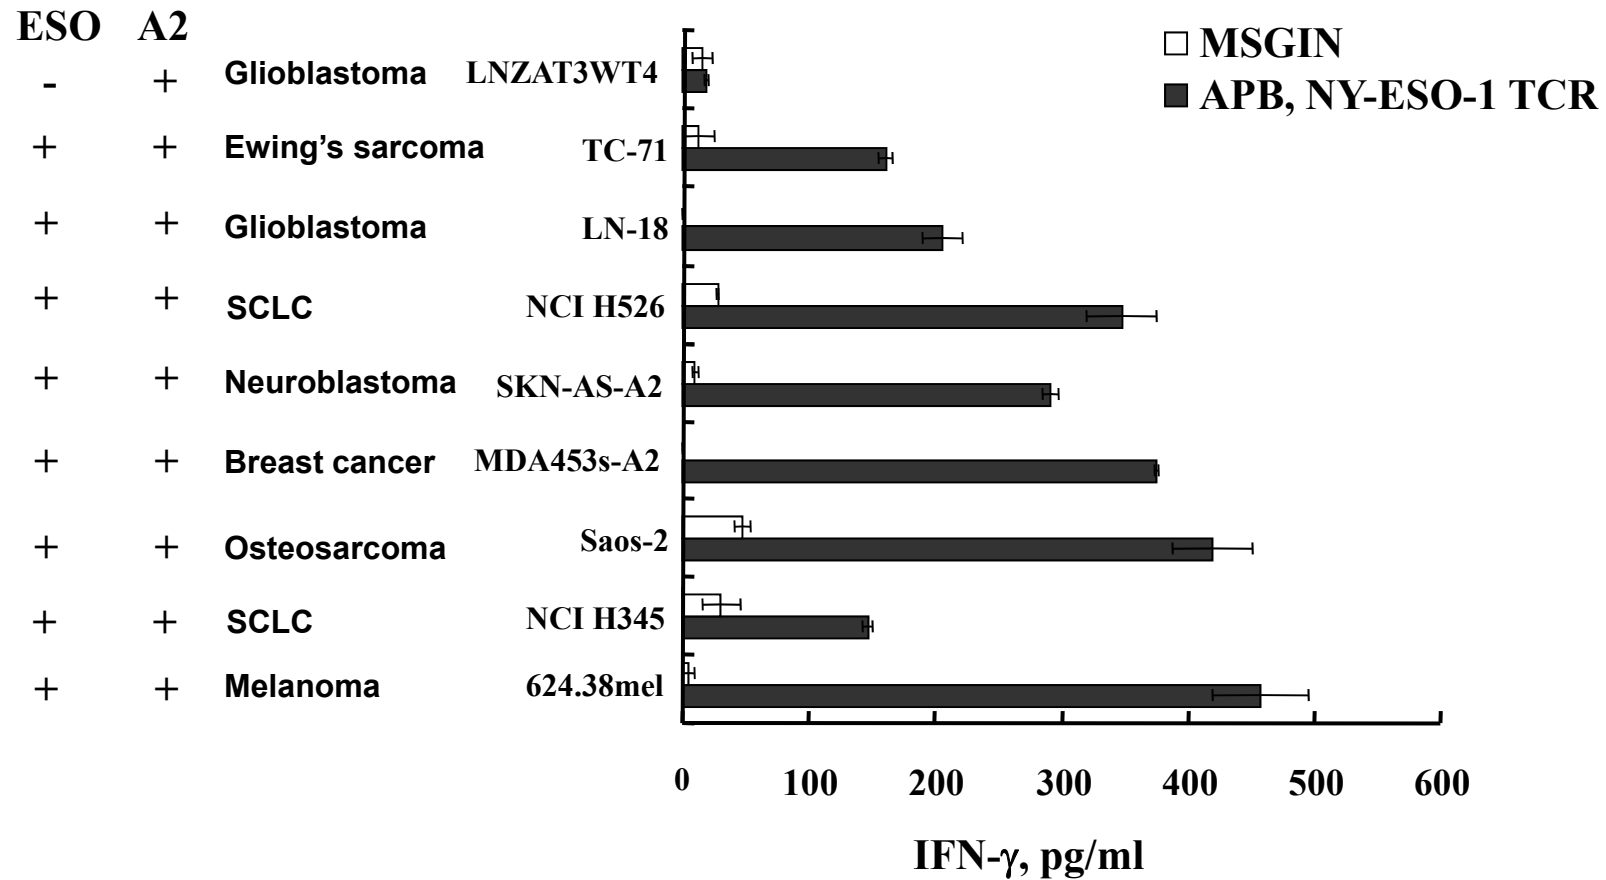 ESO A2
- + Glioblastoma LNZAT3WT4
+ + Ewing’s sarcoma TC-71
+ + Glioblastoma LN-18
+ + SCLC NCI H526
+ + Neuroblastoma SKN-AS-A2
+ + Breast cancer MDA453s-A2
+ + Osteosarcoma Saos-2
+ + SCLC NCI H345
+ + Melanoma 624.38mel
MSGIN
APB, NY-ESO-1 TCR
0 100 200 300 400 500 600
IFN-γ, pg/ml